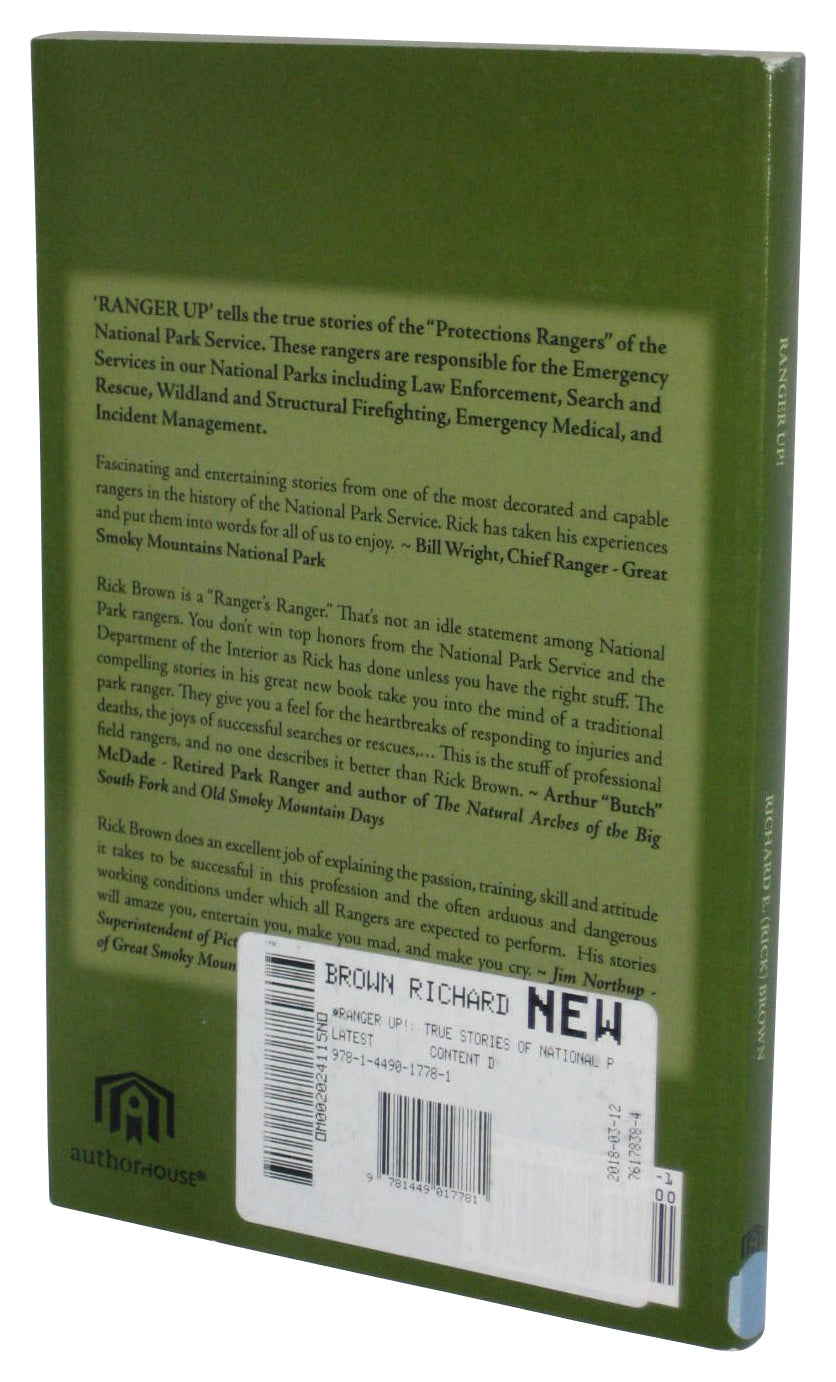 'RANGER UP' tells the true stories of the "Protections Rangers" of the
National Park Service. These rangers are responsible for the Emergency
Services in our National Parks including Law Enforcement, Search and
Rescue, Wildland and Structural Firefighting, Emergency Medical, and
Incident Management.
Fascinating and entertaining stories from one of the most decorated and capable
rangers in the history of the National Park Service. Rick has taken his experiences
and put them into words for all of us to enjoy. ~ Bill Wright, Chief Ranger - Great
Smoky Mountains National Park
Rick Brown is a "Ranger's Ranger." That's not an idle statement among National
Park rangers. You don't win top honors from the National Park Service and the
Department of the Interior as Rick has done unless you have the right stuff. The
compelling stories in his great new book take you into the mind of a traditional
park ranger. They give you a feel for the heartbreaks of responding to injuries and
deaths, the joys of successful searches or rescues,... This is the stuff of professional
field rangers, and no one describes it better than Rick Brown. ~ Arthur "Butch"
McDade - Retired Park Ranger and author of The Natural Arches of the Big
South Fork and Old Smoky Mountain Days
Rick Brown does an excellent job of explaining the passion, training, skill and attitude
it takes to be successful in this profession and the often arduous and dangerous
working conditions under which all Rangers are expected to perform. His stories
will amaze you, entertain you, make you mad, and make you cry. ~ Jim Northup -
Superintendent of Pict
of Great Smoky Moun
BROWN RICHARD NEW
*RANGER UP!: TRUE STORIES OF NATIONAL P
LATEST CONTENT D
978-1-4490-1778-1
OM002024115ND
9 781449 017781
2018-03-12
7617838-4
-1
00
authorHOUSE®
RANGER UP!
RICHARD E. (RICK) BROWN